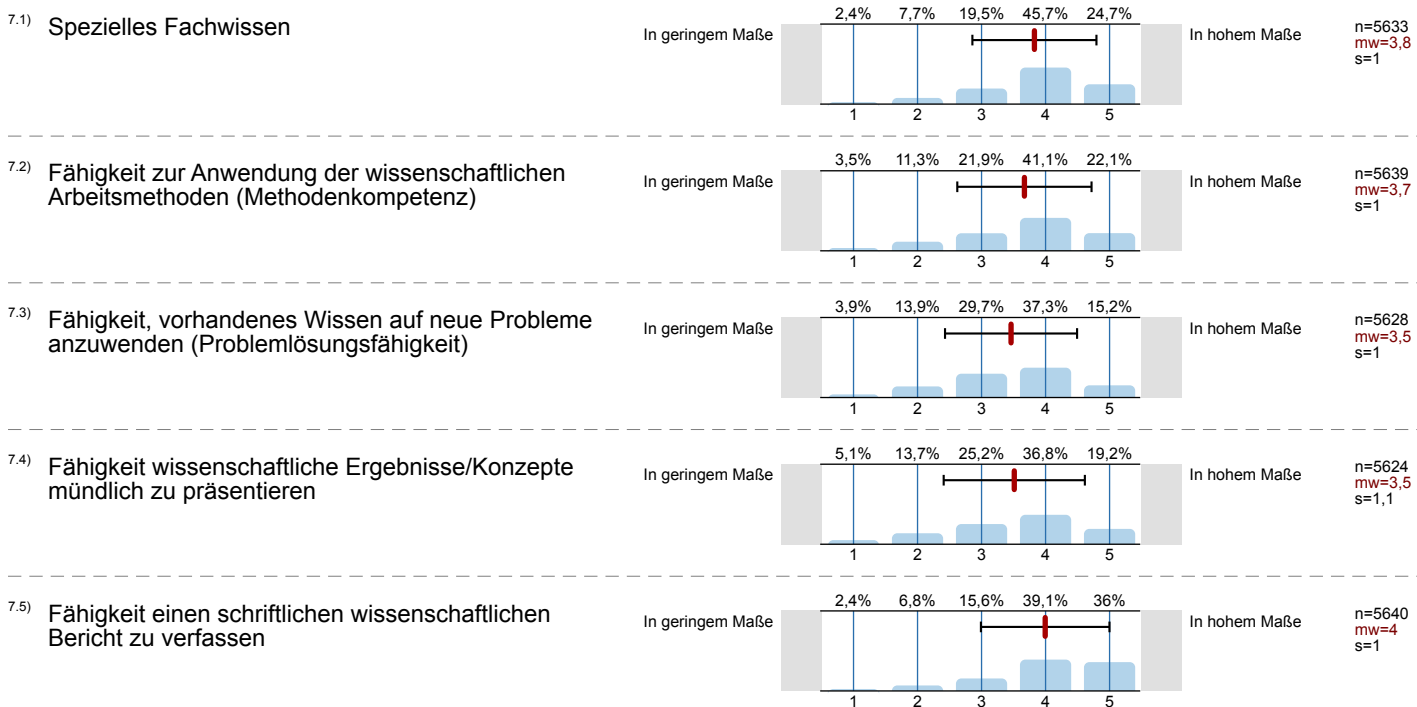 7.1) Spezielles Fachwissen
2,4% 7,7% 19,5% 45,7% 24,7%
In geringem Maße In hohem Maße
n=5633
mw=3,8
s=1
1 2 3 4 5
7.2) Fähigkeit zur Anwendung der wissenschaftlichen
Arbeitsmethoden (Methodenkompetenz)
3,5% 11,3% 21,9% 41,1% 22,1%
In geringem Maße In hohem Maße
n=5639
mw=3,7
s=1
1 2 3 4 5
7.3) Fähigkeit, vorhandenes Wissen auf neue Probleme
anzuwenden (Problemlösungsfähigkeit)
3,9% 13,9% 29,7% 37,3% 15,2%
In geringem Maße In hohem Maße
n=5628
mw=3,5
s=1
1 2 3 4 5
7.4) Fähigkeit wissenschaftliche Ergebnisse/Konzepte
mündlich zu präsentieren
5,1% 13,7% 25,2% 36,8% 19,2%
In geringem Maße In hohem Maße
n=5624
mw=3,5
s=1,1
1 2 3 4 5
7.5) Fähigkeit einen schriftlichen wissenschaftlichen
Bericht zu verfassen
2,4% 6,8% 15,6% 39,1% 36%
In geringem Maße In hohem Maße
n=5640
mw=4
s=1
1 2 3 4 5